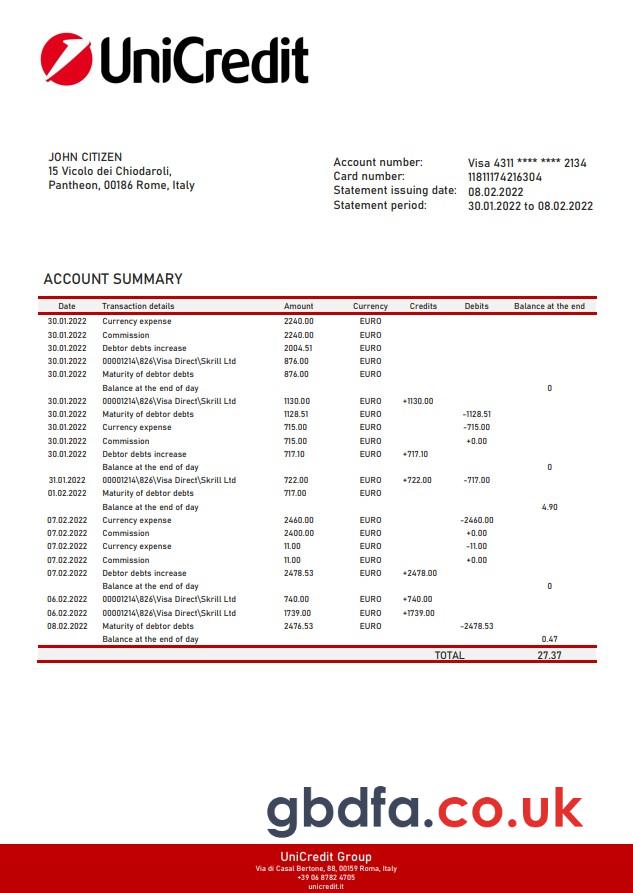 UniCredit
JOHN CITIZEN
15 Vicolo dei Chiodaroli,
Pantheon, 00186 Rome, Italy
Account number: Visa 4311 **** **** 2134
Card number: 11811174216304
Statement issuing date: 08.02.2022
Statement period: 30.01.2022 to 08.02.2022
ACCOUNT SUMMARY
Date Transaction details Amount Currency Credits Debits Balance at the end
30.01.2022 Currency expense 2240.00 EURO
30.01.2022 Commission 2240.00 EURO
30.01.2022 Debtor debts increase 2004.51 EURO
30.01.2022 00001214\826\Visa Direct\Skrill Ltd 876.00 EURO
30.01.2022 Maturity of debtor debts 876.00 EURO
Balance at the end of day 0
30.01.2022 00001214\826\Visa Direct\Skrill Ltd 1130.00 EURO +1130.00
30.01.2022 Maturity of debtor debts 1128.51 EURO -1128.51
30.01.2022 Currency expense 715.00 EURO -715.00
30.01.2022 Commission 715.00 EURO +0.00
30.01.2022 Debtor debts increase 717.10 EURO +717.10
Balance at the end of day 0
31.01.2022 00001214\826\Visa Direct\Skrill Ltd 722.00 EURO +722.00 -717.00
01.02.2022 Maturity of debtor debts 717.00 EURO
Balance at the end of day 4.90
07.02.2022 Currency expense 2460.00 EURO -2460.00
07.02.2022 Commission 2400.00 EURO +0.00
07.02.2022 Currency expense 11.00 EURO -11.00
07.02.2022 Commission 11.00 EURO +0.00
07.02.2022 Debtor debts increase 2478.53 EURO +2478.00
Balance at the end of day 0
06.02.2022 00001214\826\Visa Direct\Skrill Ltd 740.00 EURO +740.00
06.02.2022 00001214\826\Visa Direct\Skrill Ltd 1739.00 EURO +1739.00
08.02.2022 Maturity of debtor debts 2476.53 EURO -2478.53
Balance at the end of day 0.47
TOTAL 27.37
gbdfa.co.uk
UniCredit Group
Via di Casal Bertone, 88, 00159 Roma, Italy
+39 06 8782 4705
unicredit.it